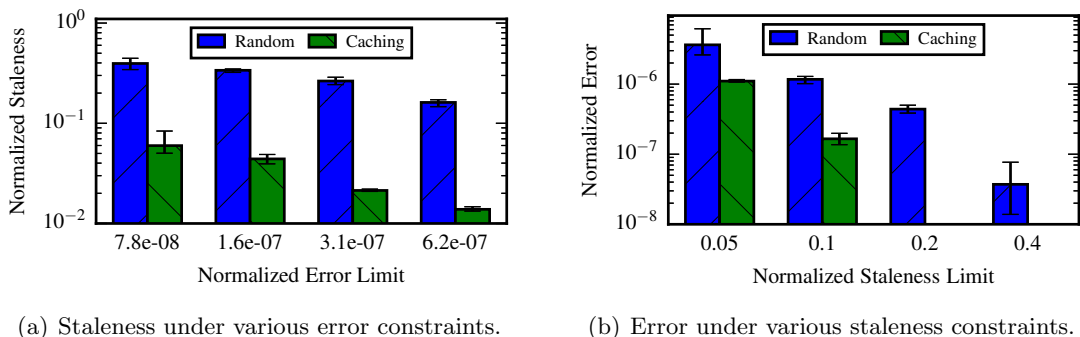 10⁰
10⁻¹
10⁻²
Normalized Staleness
Random Caching
7.8e-08 1.6e-07 3.1e-07 6.2e-07
Normalized Error Limit
(a) Staleness under various error constraints.
10⁻⁶
10⁻⁷
10⁻⁸
Normalized Error
Random Caching
0.05 0.1 0.2 0.4
Normalized Staleness Limit
(b) Error under various staleness constraints.